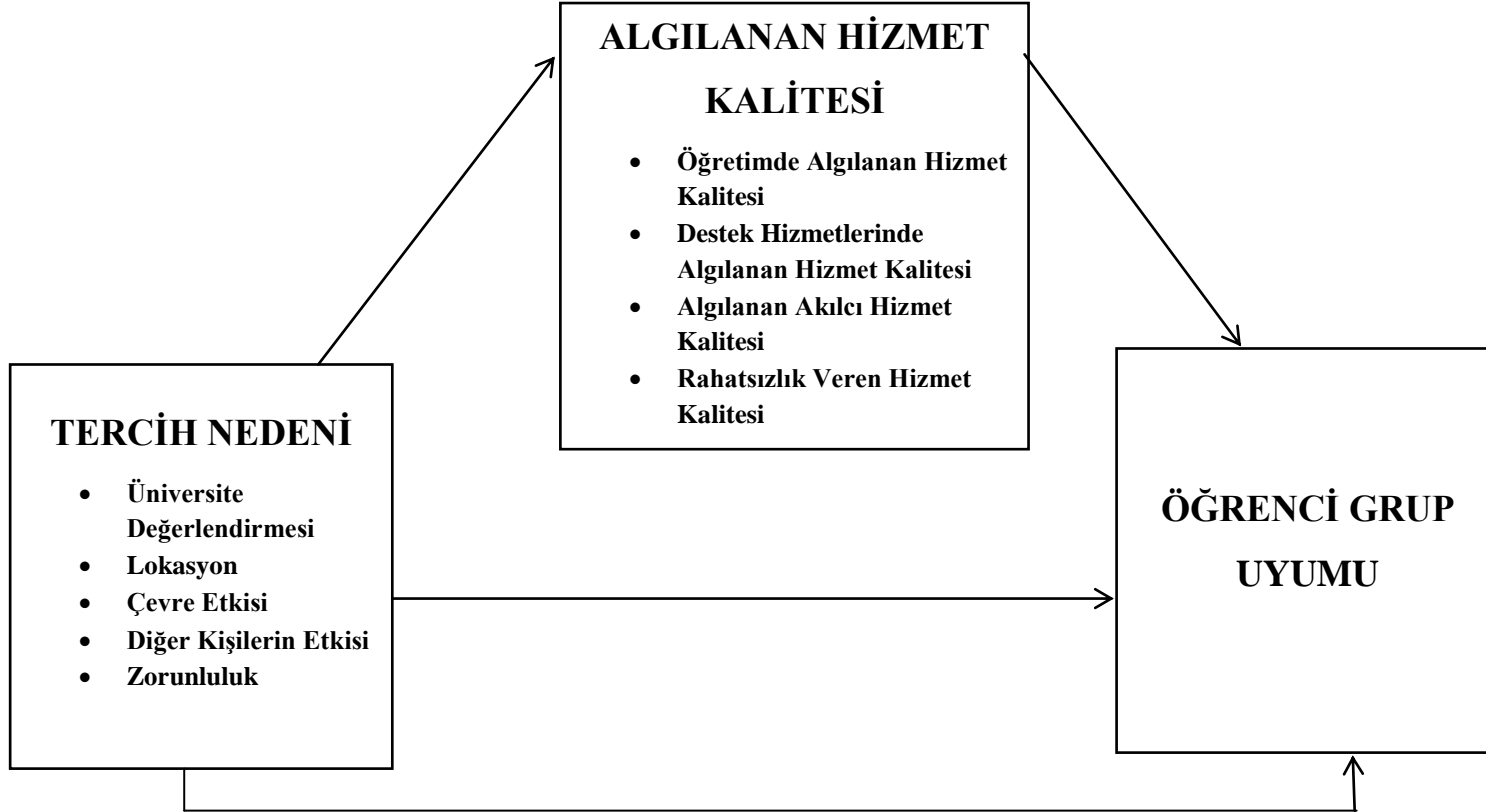 ALGILANAN HİZMET
KALİTESİ
• Öğretimde Algılanan Hizmet
Kalitesi
• Destek Hizmetlerinde
Algılanan Hizmet Kalitesi
• Algılanan Akılcı Hizmet
Kalitesi
• Rahatsızlık Veren Hizmet
Kalitesi
TERCİH NEDENİ
• Üniversite
Değerlendirmesi
• Lokasyon
• Çevre Etkisi
• Diğer Kişilerin Etkisi
• Zorunluluk
ÖĞRENCİ GRUP
UYUMU